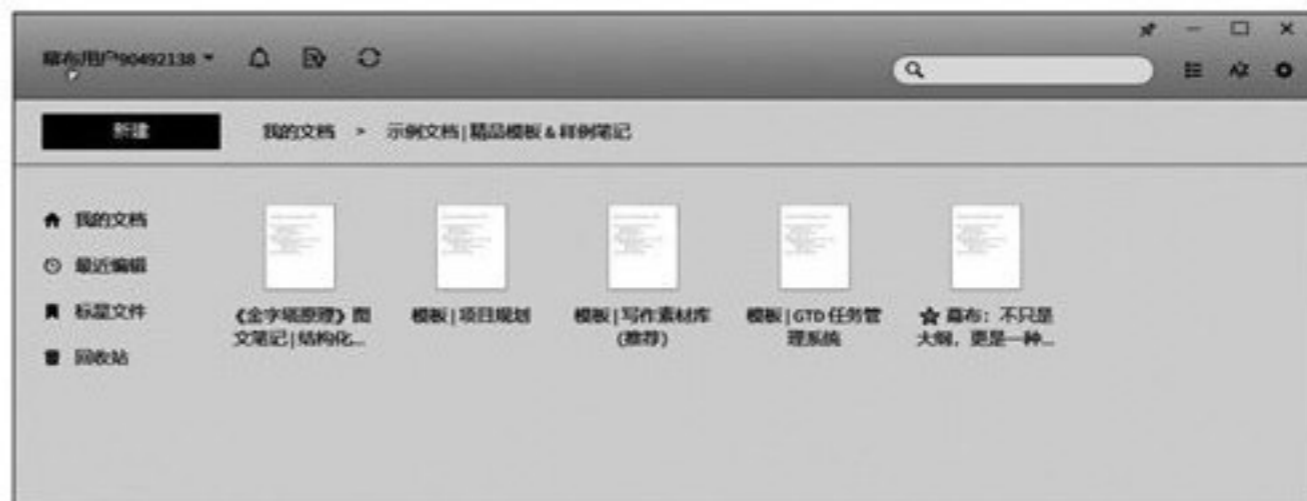 幕布用户90492138
新建
我的文档 > 示例文档 | 精品模板 & 样例笔记
我的文档
最近编辑
标星文件
回收站
《金字塔原理》图
文笔记 | 结构化...
模板 | 项目规划
模板 | 写作素材库
(推荐)
模板 | GTD 任务管
理系统
幕布：不只是
大纲，更是一种...